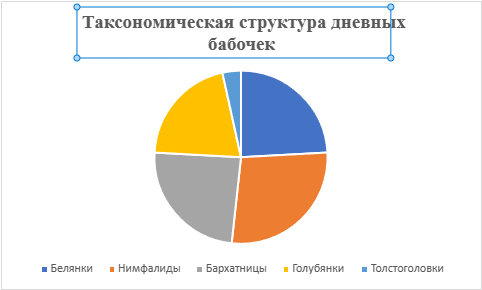 Таксономическая структура дневных
бабочек
Белянки Нимфалиды Бархатницы Голубянки Толстоголовки